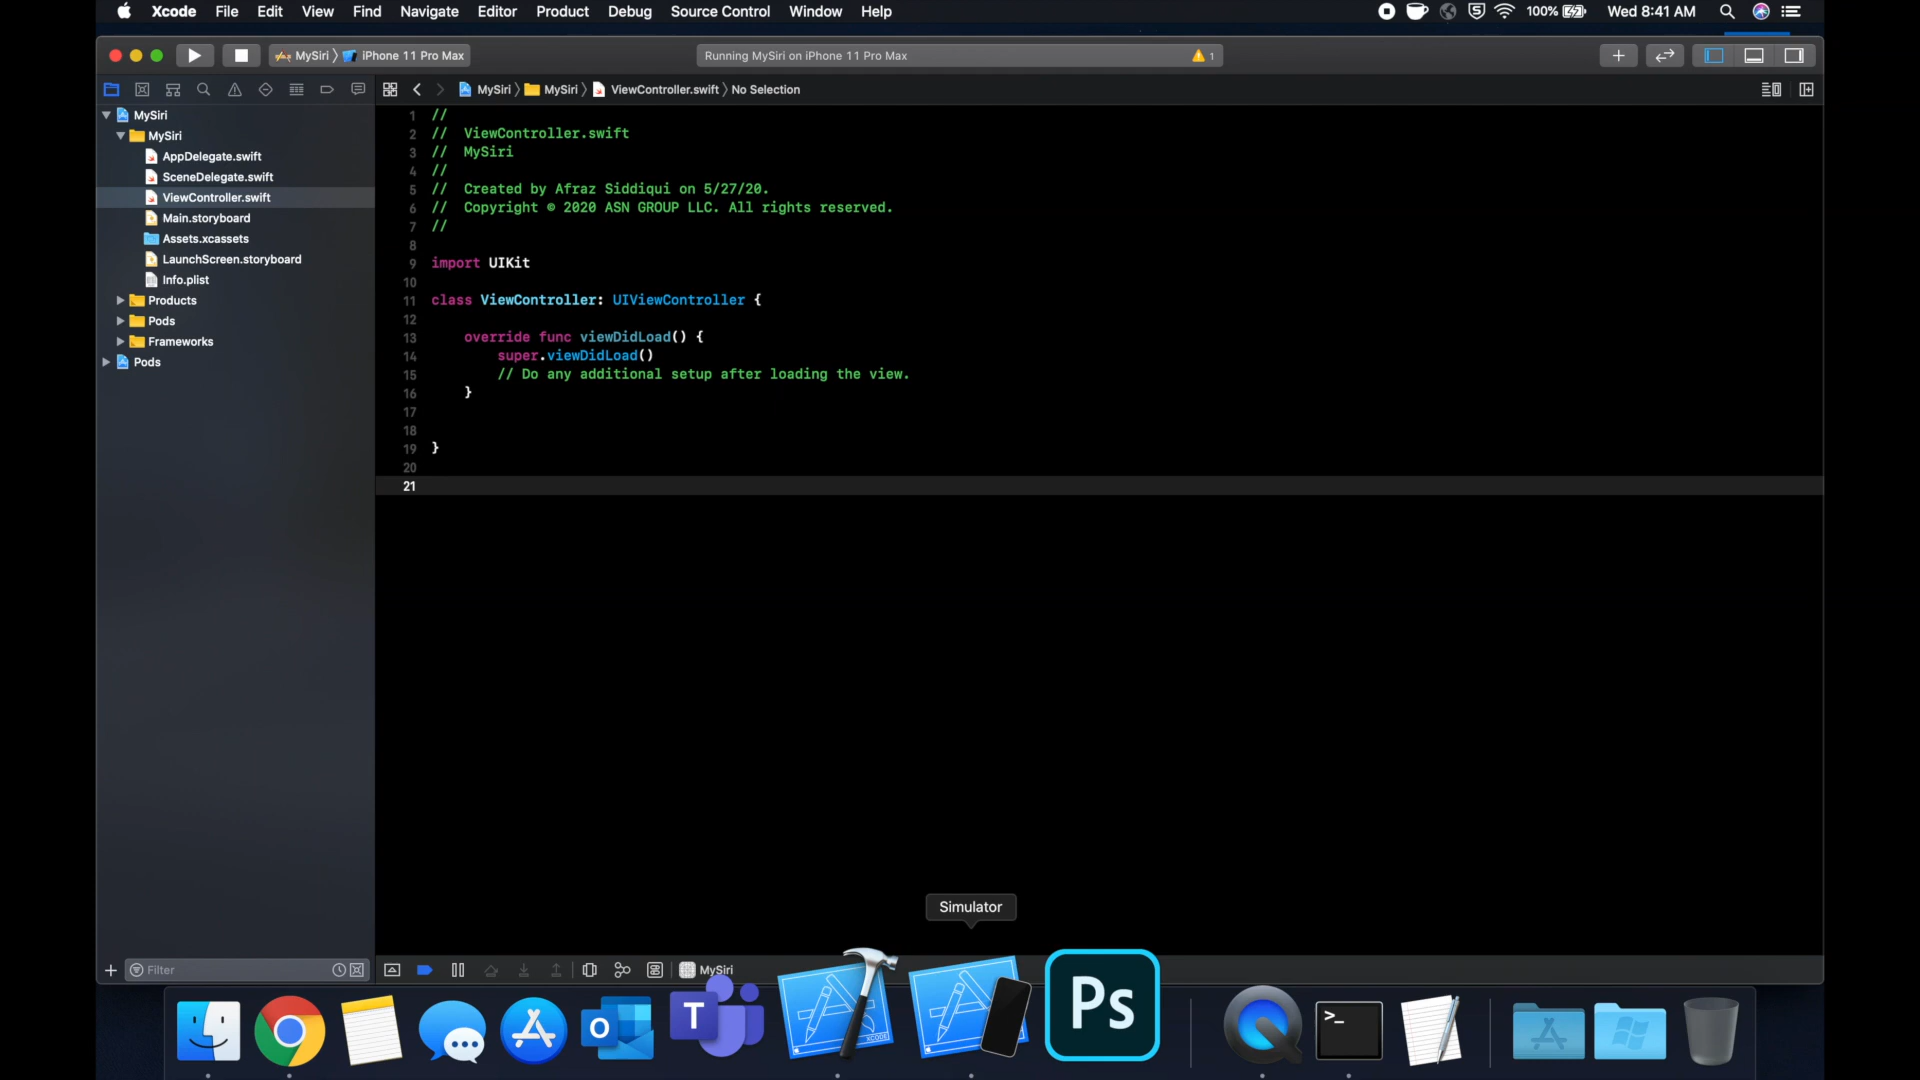 Xcode File Edit View Find Navigate Editor Product Debug Source Control Window Help 100% Wed 8:41 AM
MySiri iPhone 11 Pro Max Running MySiri on iPhone 11 Pro Max 1
MySiri MySiri ViewController.swift No Selection
MySiri
MySiri
AppDelegate.swift
SceneDelegate.swift
ViewController.swift
Main.storyboard
Assets.xcassets
LaunchScreen.storyboard
Info.plist
Products
Pods
Frameworks
Pods
1 //
2 // ViewController.swift
3 // MySiri
4 //
5 // Created by Afraz Siddiqui on 5/27/20.
6 // Copyright © 2020 ASN GROUP LLC. All rights reserved.
7 //
8
9 import UIKit
10
11 class ViewController: UIViewController {
12
13 override func viewDidLoad() {
14 super.viewDidLoad()
15 // Do any additional setup after loading the view.
16 }
17
18
19 }
20
21
Simulator
Filter MySiri
O T XCODE Ps >_